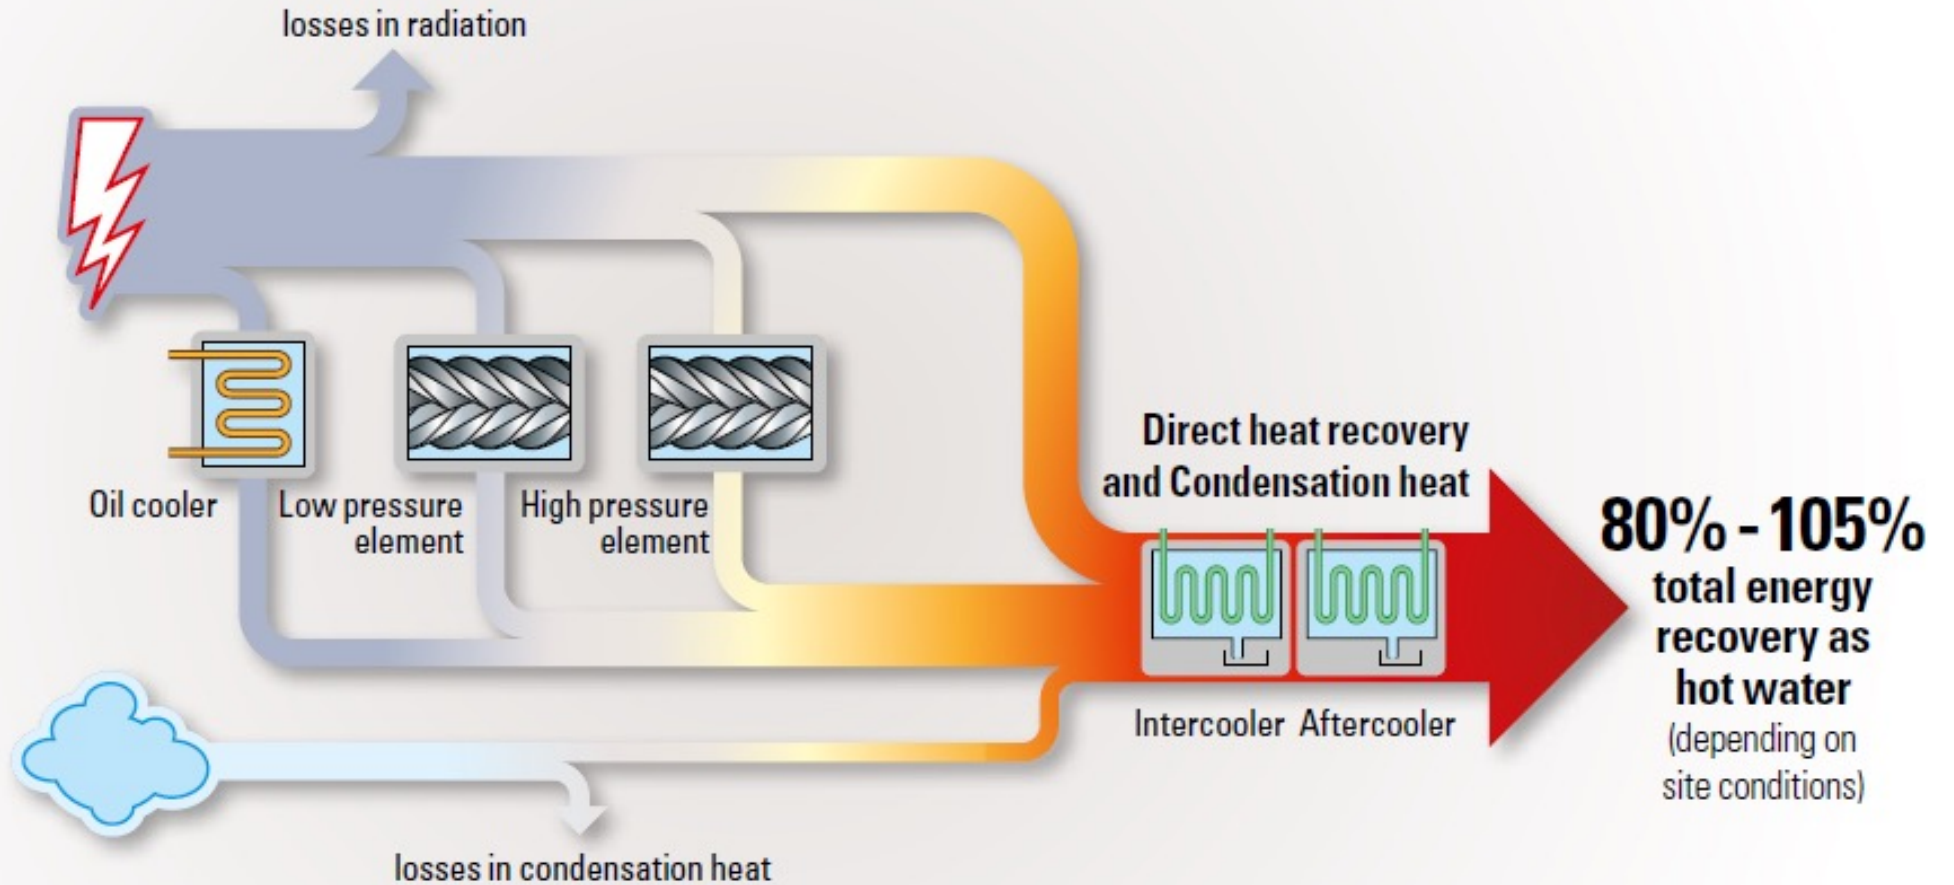 losses in radiation
Oil cooler
Low pressure
element
High pressure
element
Direct heat recovery
and Condensation heat
Intercooler
Aftercooler
80% - 105%
total energy
recovery as
hot water
(depending on
site conditions)
losses in condensation heat